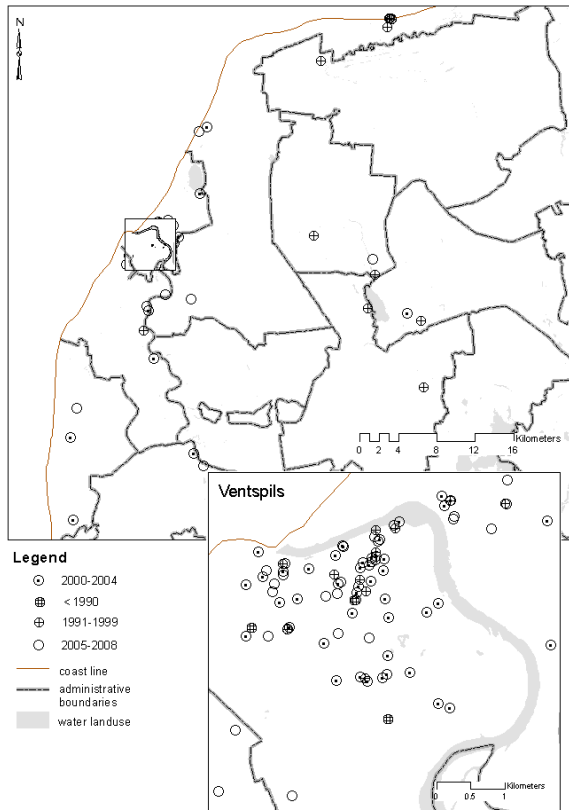 N
0 2 4 8 12 16
Kilometers
Ventspils
Legend
2000-2004
< 1990
1991-1999
2005-2008
coast line
administrative
boundaries
water landuse
Kilometers
0 0.5 1